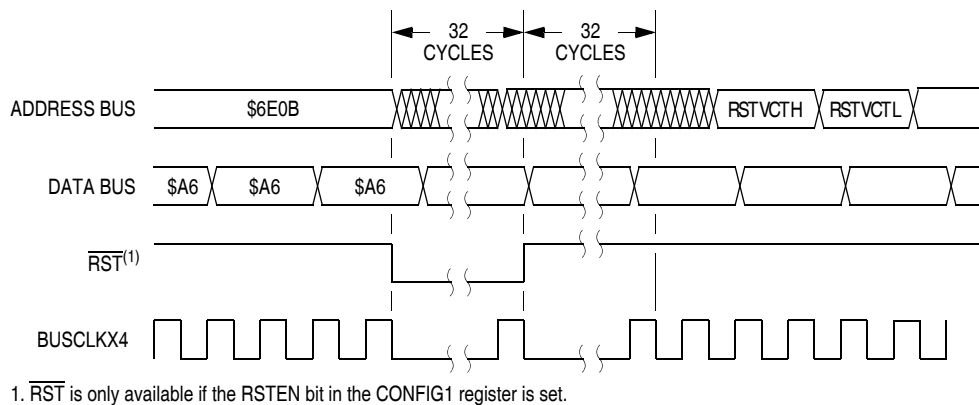 32
CYCLES
32
CYCLES
ADDRESS BUS
$6E0B
RSTVCTH
RSTVCTL
DATA BUS
$A6
$A6
$A6
RST(1)
BUSCLKX4
1. RST is only available if the RSTEN bit in the CONFIG1 register is set.